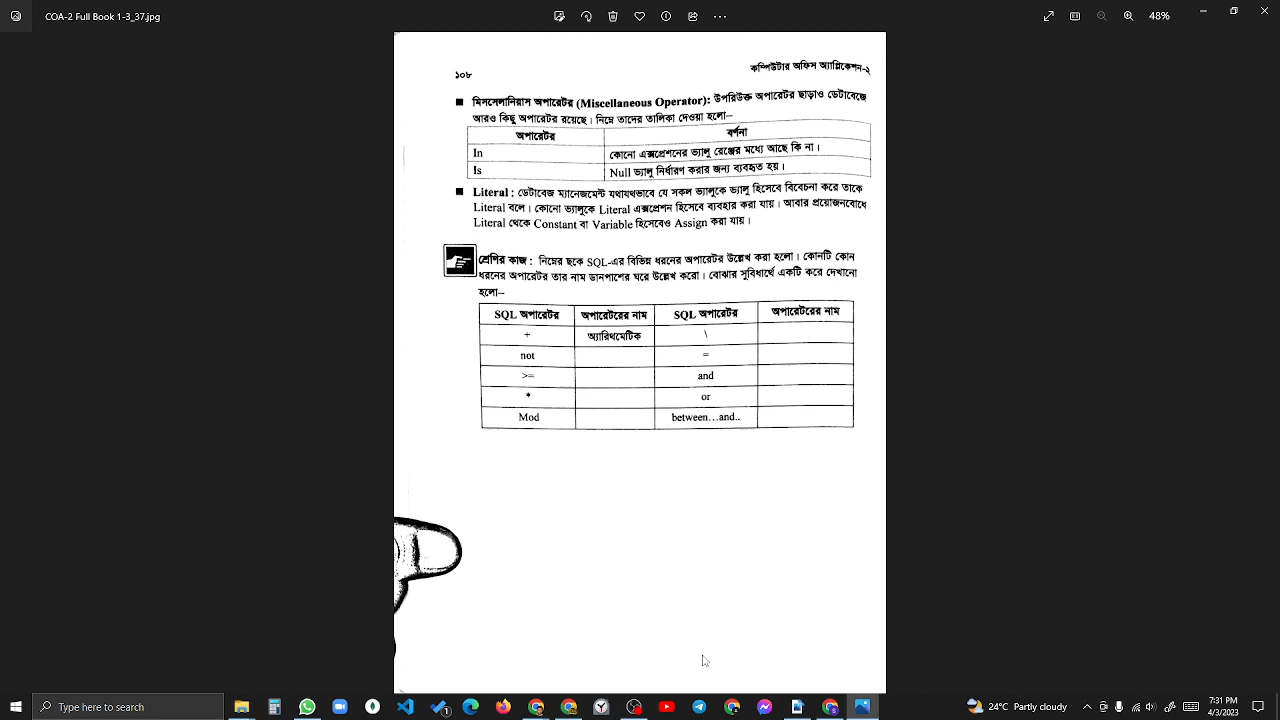 COA-2 Full Book 1-3_37.jpg
48%
১০৮
কম্পিউটার অফিস অ্যাপ্লিকেশন-২
■ মিসসেলানিয়াস অপারেটর (Miscellaneous Operator): উপরিউক্ত অপারেটর ছাড়াও ডেটাবেজে
আরও কিছু অপারেটর রয়েছে। নিম্নে তাদের তালিকা দেওয়া হলো–
অপারেটর বর্ণনা
In কোনো এক্সপ্রেশনের ভ্যালু রেঞ্জের মধ্যে আছে কি না।
Is Null ভ্যালু নির্ধারণ করার জন্য ব্যবহৃত হয়।
■ Literal : ডেটাবেজ ম্যানেজমেন্ট যথাযথভাবে যে সকল ভ্যালুকে ভ্যালু হিসেবে বিবেচনা করে তাকে
Literal বলে। কোনো ভ্যালুকে Literal এক্সপ্রেশন হিসেবে ব্যবহার করা যায়। আবার প্রয়োজনবোধে
Literal থেকে Constant বা Variable হিসেবেও Assign করা যায়।
শ্রেণির কাজ : নিম্নের ছকে SQL-এর বিভিন্ন ধরনের অপারেটর উল্লেখ করা হলো। কোনটি কোন
ধরনের অপারেটর তার নাম ডানপাশের ঘরে উল্লেখ করো। বোঝার সুবিধার্থে একটি করে দেখানো
হলো–
SQL অপারেটর অপারেটরের নাম SQL অপারেটর অপারেটরের নাম
+ অ্যারিথমেটিক \
not =
>= and
* or
Mod between...and..
24°C Partly cloudy
7:31 PM
4/3/2023